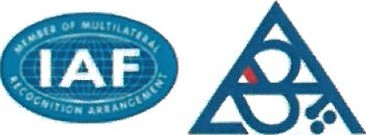 MEMBER OF MULTILATERAL
IAF
RECOGNITION ARRANGEMENT